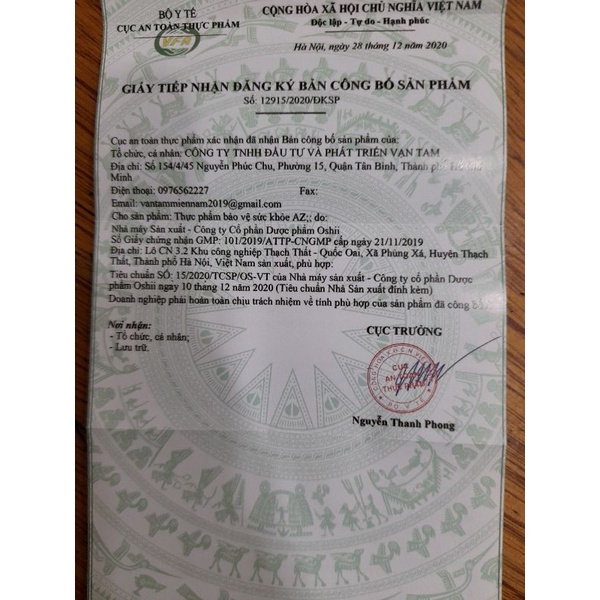 BỘ Y TẾ
CỤC AN TOÀN THỰC PHẨM
VFA
CỘNG HÒA XÃ HỘI CHỦ NGHĨA VIỆT NAM
Độc lập - Tự do - Hạnh phúc
Hà Nội, ngày 28 tháng 12 năm 2020
GIẤY TIẾP NHẬN ĐĂNG KÝ BẢN CÔNG BỐ SẢN PHẨM
Số: 12915/2020/ĐKSP
Cục an toàn thực phẩm xác nhận đã nhận Bản công bố sản phẩm của:
Tổ chức, cá nhân: CÔNG TY TNHH ĐẦU TƯ VÀ PHÁT TRIỂN VẠN TAM
Địa chỉ: Số 154/4/45 Nguyễn Phúc Chu, Phường 15, Quận Tân Bình, Thành phố Hồ Chí
Minh
Điện thoại: 0976562227 Fax:
Email: vantammiennam2019@gmail.com
Cho sản phẩm: Thực phẩm bảo vệ sức khỏe AZ;; do:
Nhà máy Sản xuất - Công ty Cổ phần Dược phẩm Oshii
Số Giấy chứng nhận GMP: 101/2019/ATTP-CNGMP cấp ngày 21/11/2019
Địa chỉ: Lô CN 3.2 Khu công nghiệp Thạch Thất - Quốc Oai, Xã Phùng Xá, Huyện Thạch
Thất, Thành phố Hà Nội, Việt Nam sản xuất, phù hợp:
Tiêu chuẩn SỐ: 15/2020/TCSP/OS-VT của Nhà máy sản xuất - Công ty cổ phần Dược
phẩm Oshii ngày 10 tháng 12 năm 2020 (Tiêu chuẩn Nhà Sản xuất đính kèm)
Doanh nghiệp phải hoàn toàn chịu trách nhiệm về tính phù hợp của sản phẩm đã công bố./.
Nơi nhận:
- Tổ chức, cá nhân;
- Lưu trữ.
CỤC TRƯỞNG
CỤC
AN TOÀN
THỰC PHẨM
Nguyễn Thanh Phong